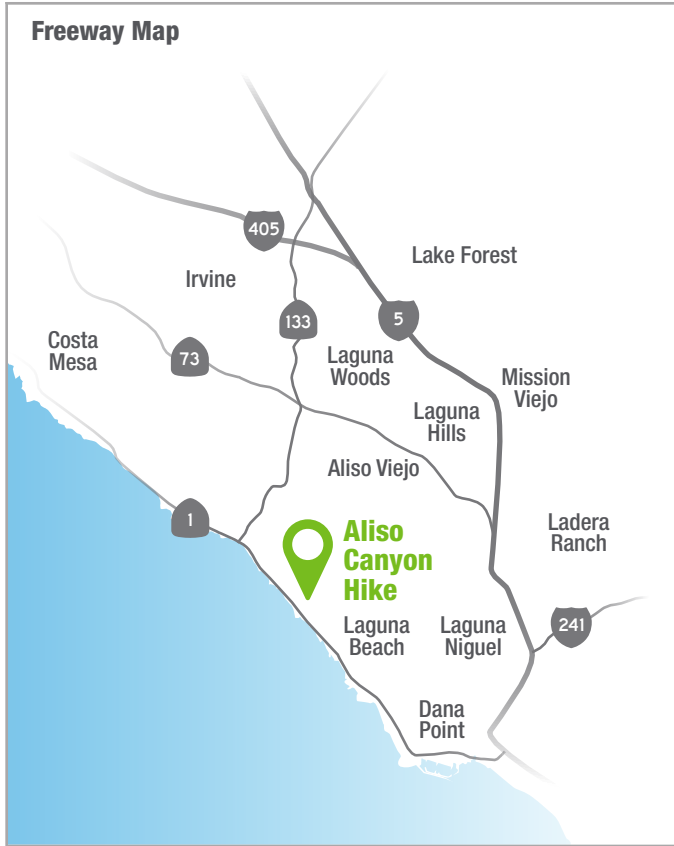 Freeway Map
405
Lake Forest
Irvine
133
5
Costa
Mesa
73
Laguna
Woods
Mission
Viejo
Laguna
Hills
Aliso Viejo
1
Aliso
Canyon
Hike
Ladera
Ranch
Laguna
Beach
Laguna
Niguel
241
Dana
Point